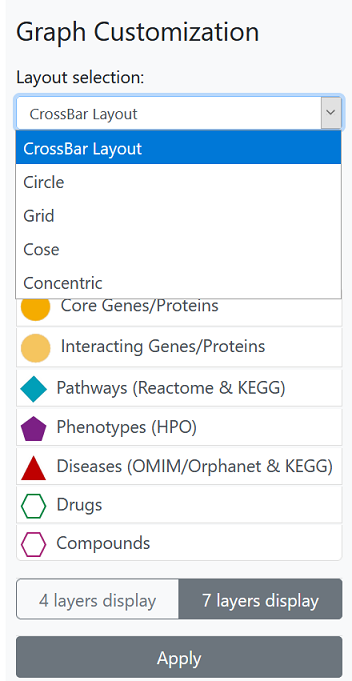 Graph Customization
Layout selection:
CrossBar Layout
CrossBar Layout
Circle
Grid
Cose
Concentric
Core Genes/Proteins
Interacting Genes/Proteins
Pathways (Reactome & KEGG)
Phenotypes (HPO)
Diseases (OMIM/Orphanet & KEGG)
Drugs
Compounds
4 layers display 7 layers display
Apply